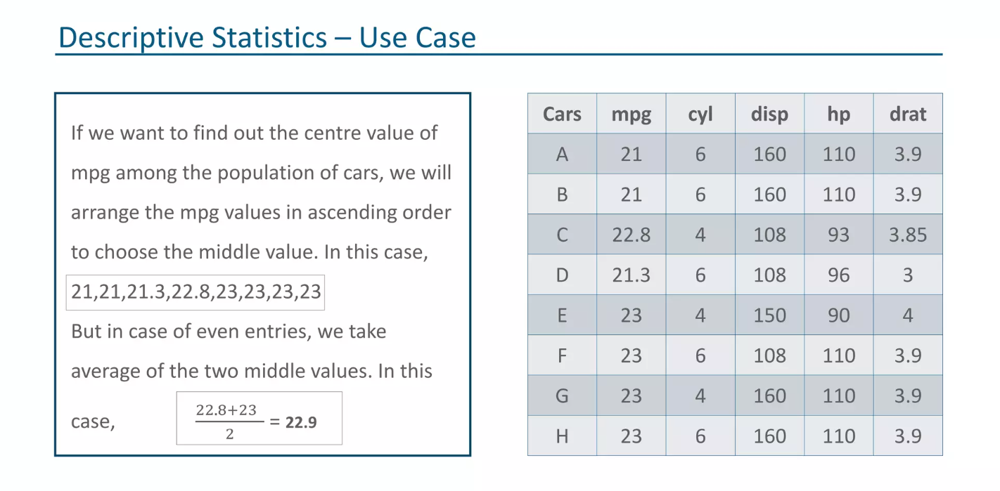 Descriptive Statistics – Use Case
If we want to find out the centre value of
mpg among the population of cars, we will
arrange the mpg values in ascending order
to choose the middle value. In this case,
21,21,21.3,22.8,23,23,23,23
But in case of even entries, we take
average of the two middle values. In this
case, 22.8+23 / 2 = 22.9
Cars mpg cyl disp hp drat
A 21 6 160 110 3.9
B 21 6 160 110 3.9
C 22.8 4 108 93 3.85
D 21.3 6 108 96 3
E 23 4 150 90 4
F 23 6 108 110 3.9
G 23 4 160 110 3.9
H 23 6 160 110 3.9